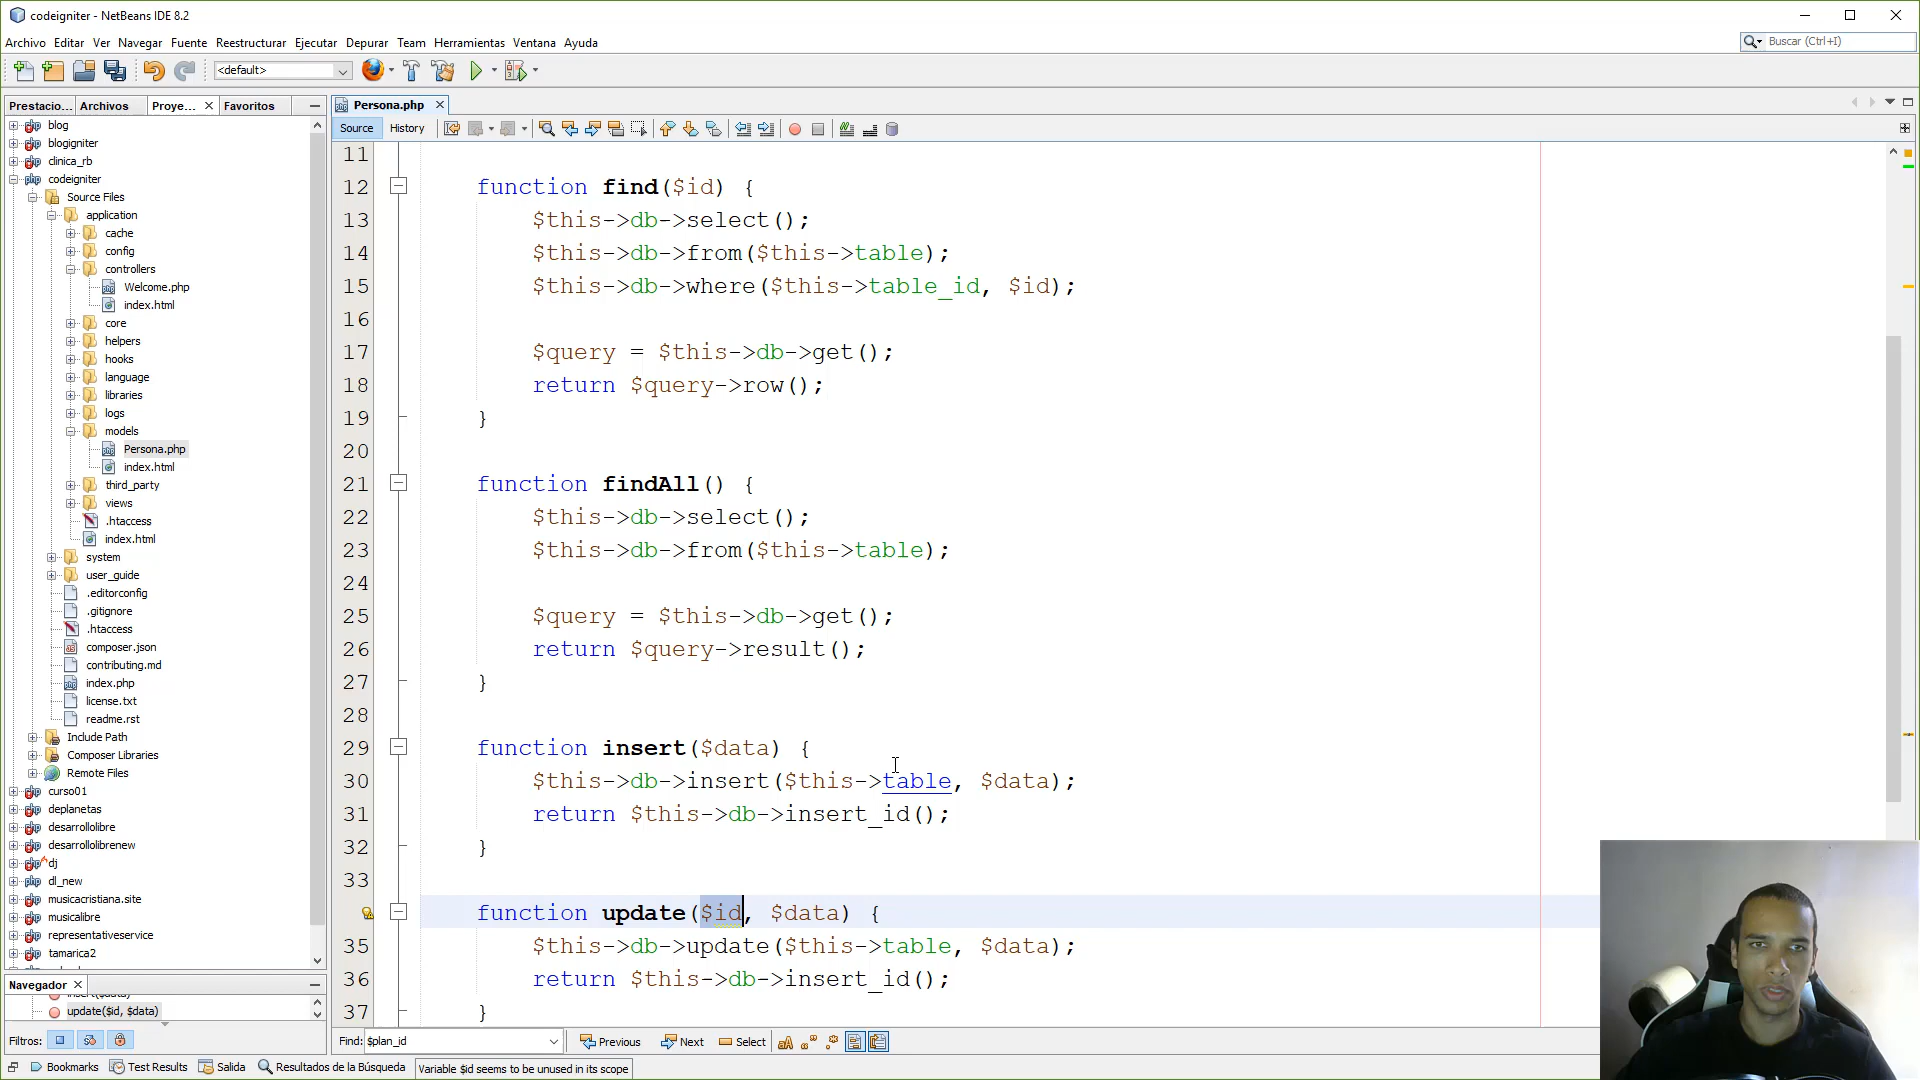 codeigniter - NetBeans IDE 8.2
Archivo Editar Ver Navegar Fuente Reestructurar Ejecutar Depurar Team Herramientas Ventana Ayuda
Buscar (Ctrl+I)
<default>
Prestacio... Archivos Proye... Favoritos
Persona.php
Source History
blog
blogigniter
clinica_rb
codeigniter
Source Files
application
cache
config
controllers
Welcome.php
index.html
core
helpers
hooks
language
libraries
logs
models
Persona.php
index.html
third_party
views
.htaccess
index.html
system
user_guide
.editorconfig
.gitignore
.htaccess
composer.json
contributing.md
index.php
license.txt
readme.rst
Include Path
Composer Libraries
Remote Files
curso01
deplanetas
desarrollolibre
desarrollolibrenew
dj
dl_new
musicacristiana.site
musicalibre
representativeservice
tamarica2
11
12 function find($id) {
13 $this->db->select();
14 $this->db->from($this->table);
15 $this->db->where($this->table_id, $id);
16
17 $query = $this->db->get();
18 return $query->row();
19 }
20
21 function findAll() {
22 $this->db->select();
23 $this->db->from($this->table);
24
25 $query = $this->db->get();
26 return $query->result();
27 }
28
29 function insert($data) {
30 $this->db->insert($this->table, $data);
31 return $this->db->insert_id();
32 }
33
function update($id, $data) {
35 $this->db->update($this->table, $data);
36 return $this->db->insert_id();
37 }
Navegador
insert($data)
update($id, $data)
Filtros:
Find: $plan_id Previous Next Select
Bookmarks Test Results Salida Resultados de la Búsqueda Variable $id seems to be unused in its scope